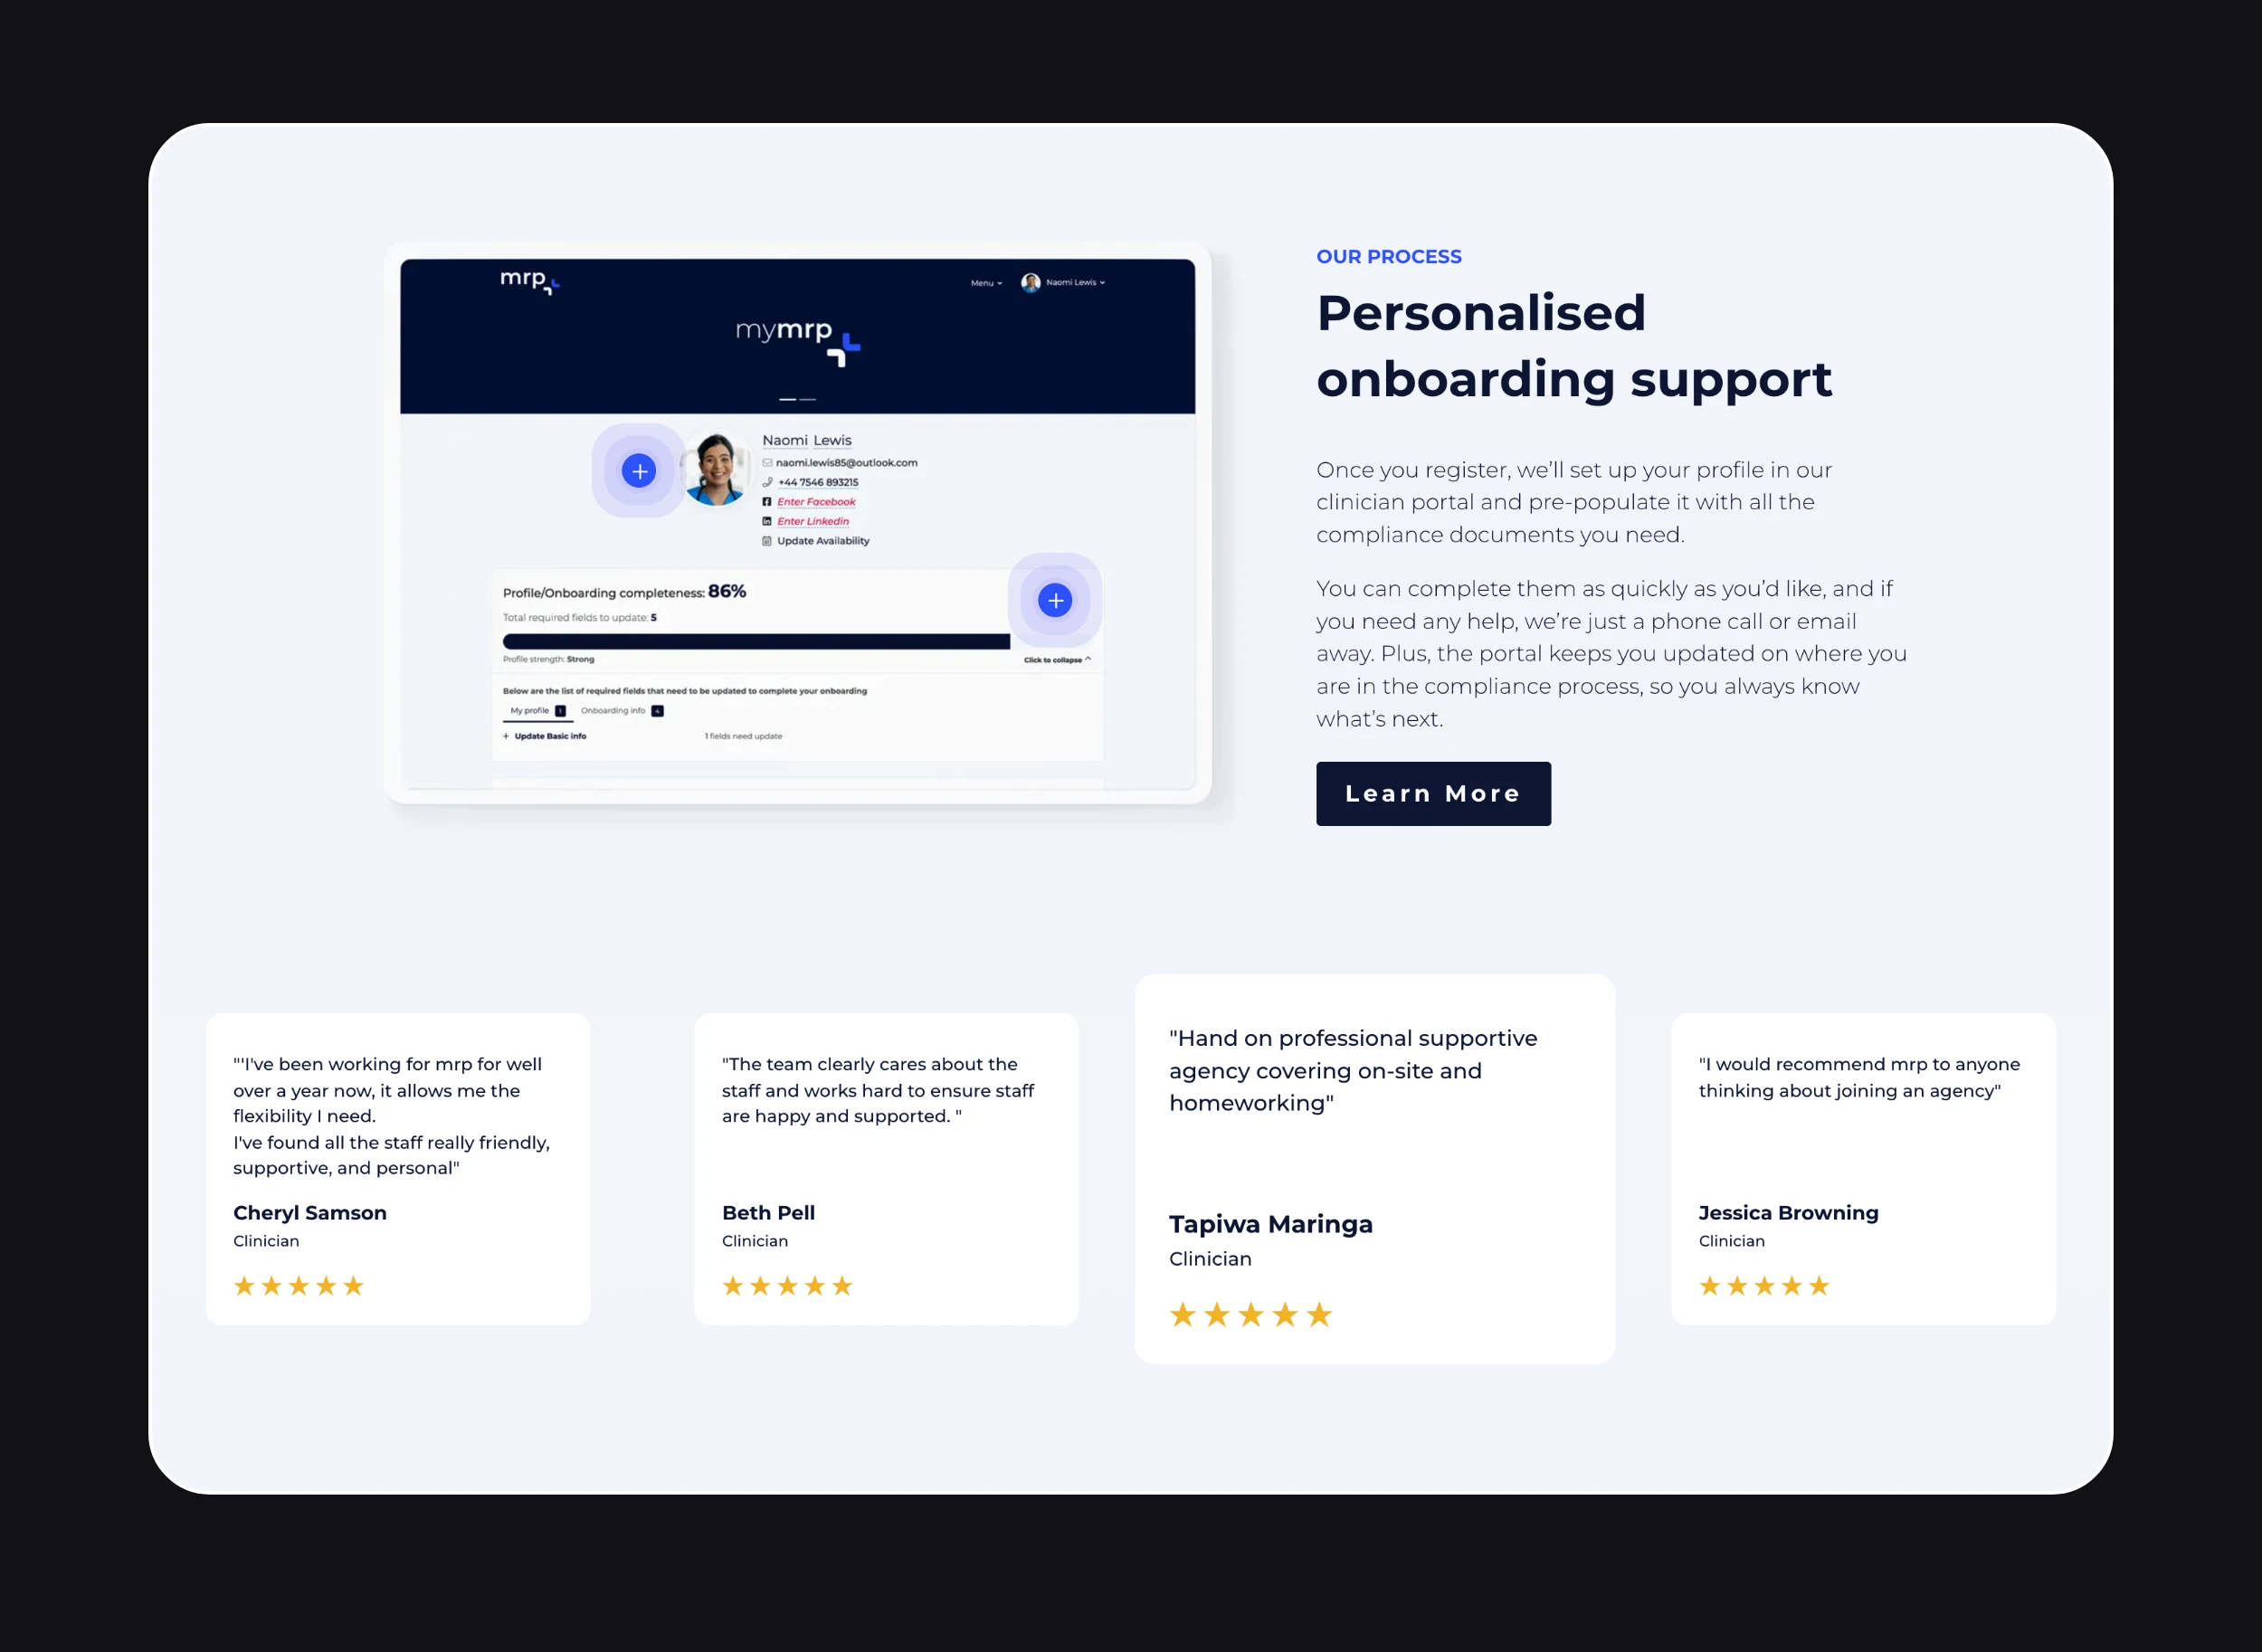 mrp
Menu
Naomi Lewis
mymrp
Naomi Lewis
naomi.lewis85@outlook.com
+44 7546 893215
Enter Facebook
Enter Linkedin
Update Availability
Profile/Onboarding completeness: 86%
Total required fields to update: 5
Profile strength: Strong
Click to collapse
Below are the list of required fields that need to be updated to complete your onboarding
My profile 1 Onboarding info 4
+ Update Basic info 1 fields need update
OUR PROCESS
Personalised
onboarding support
Once you register, we’ll set up your profile in our
clinician portal and pre-populate it with all the
compliance documents you need.
You can complete them as quickly as you’d like, and if
you need any help, we’re just a phone call or email
away. Plus, the portal keeps you updated on where you
are in the compliance process, so you always know
what’s next.
Learn More
"'I've been working for mrp for well
over a year now, it allows me the
flexibility I need.
I've found all the staff really friendly,
supportive, and personal"
Cheryl Samson
Clinician
"The team clearly cares about the
staff and works hard to ensure staff
are happy and supported. "
Beth Pell
Clinician
"Hand on professional supportive
agency covering on-site and
homeworking"
Tapiwa Maringa
Clinician
"I would recommend mrp to anyone
thinking about joining an agency"
Jessica Browning
Clinician